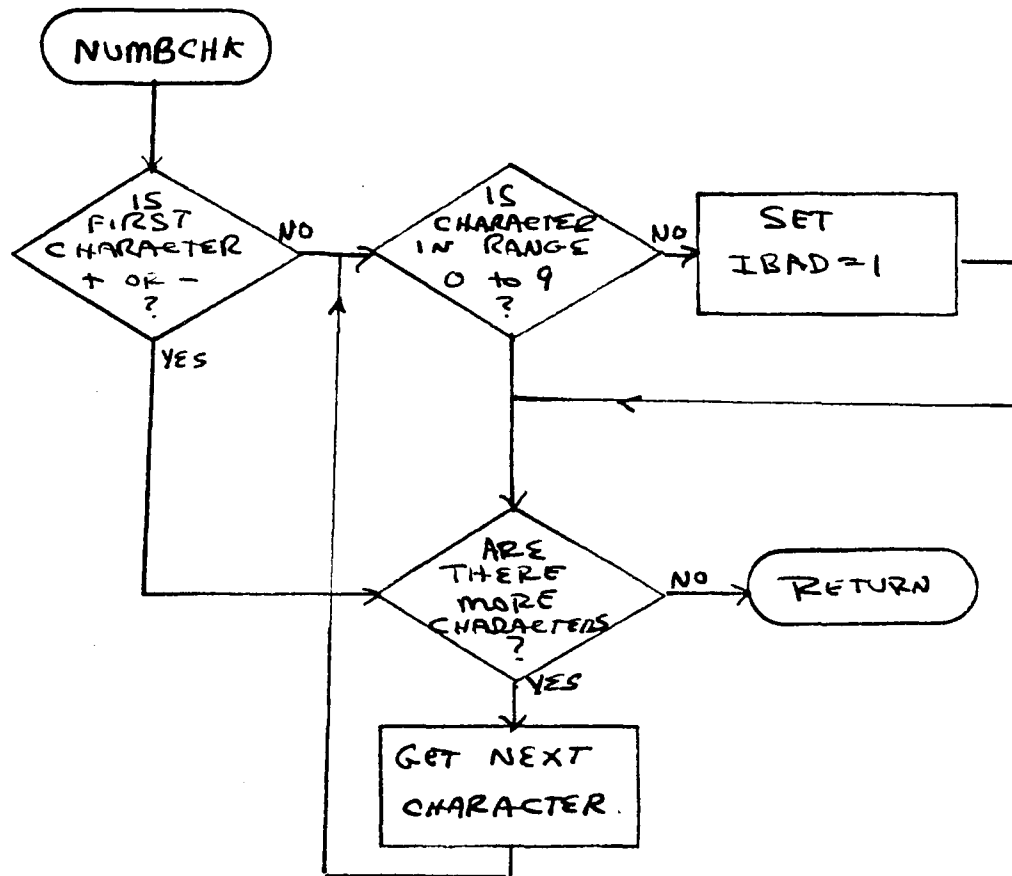 NUMBCHK
IS
FIRST
CHARACTER
+ OR -
?
NO
YES
IS
CHARACTER
IN RANGE
0 to 9
?
NO
SET
IBAD=1
ARE
THERE
MORE
CHARACTERS
?
NO
YES
RETURN
GET NEXT
CHARACTER.